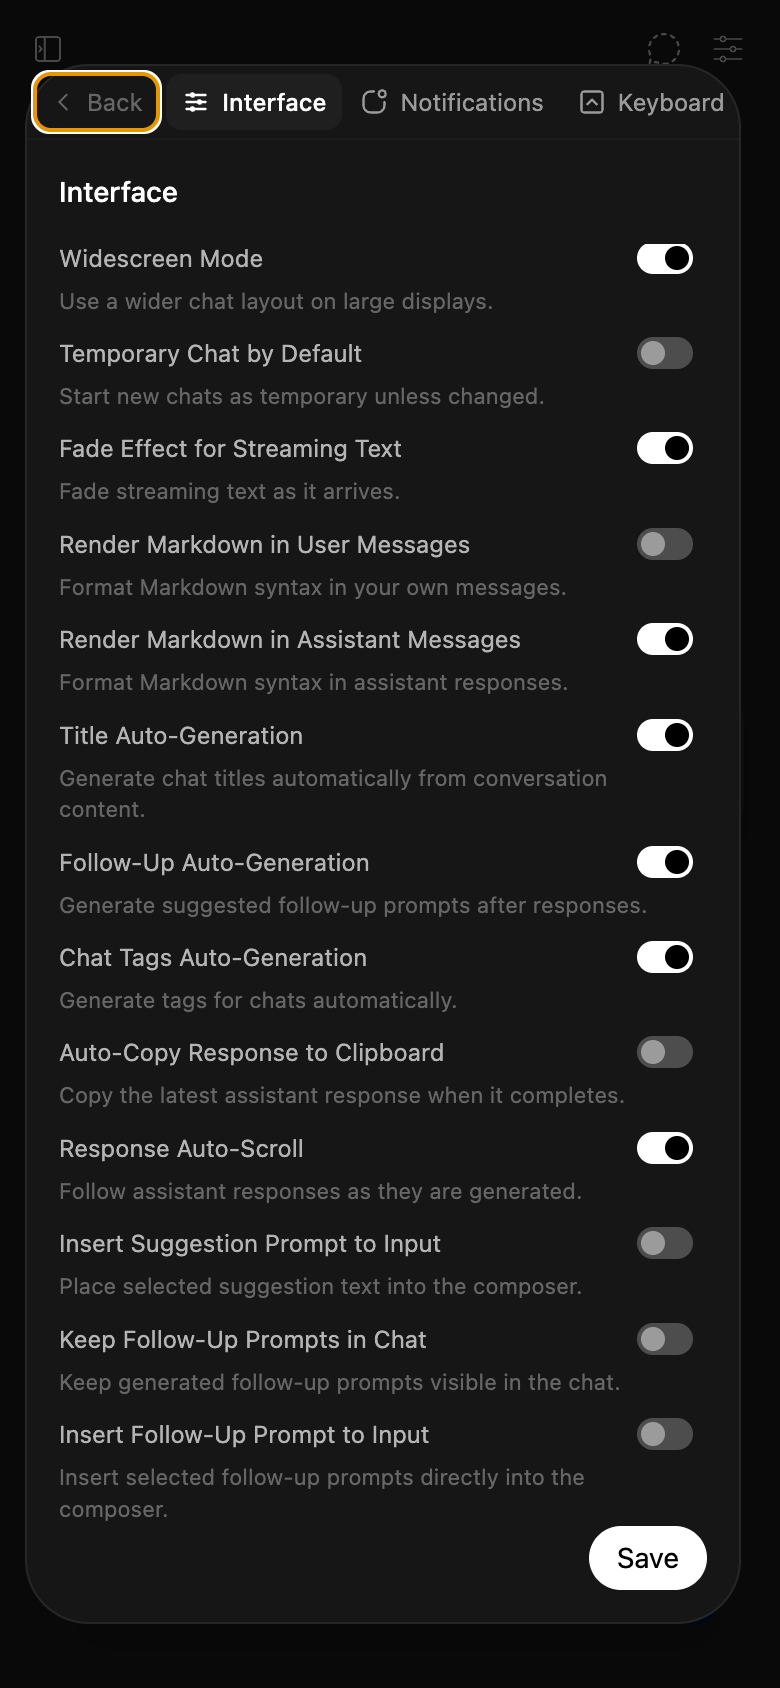 Back
Interface
Notifications
Keyboard
Interface
Widescreen Mode
Use a wider chat layout on large displays.
Temporary Chat by Default
Start new chats as temporary unless changed.
Fade Effect for Streaming Text
Fade streaming text as it arrives.
Render Markdown in User Messages
Format Markdown syntax in your own messages.
Render Markdown in Assistant Messages
Format Markdown syntax in assistant responses.
Title Auto-Generation
Generate chat titles automatically from conversation
content.
Follow-Up Auto-Generation
Generate suggested follow-up prompts after responses.
Chat Tags Auto-Generation
Generate tags for chats automatically.
Auto-Copy Response to Clipboard
Copy the latest assistant response when it completes.
Response Auto-Scroll
Follow assistant responses as they are generated.
Insert Suggestion Prompt to Input
Place selected suggestion text into the composer.
Keep Follow-Up Prompts in Chat
Keep generated follow-up prompts visible in the chat.
Insert Follow-Up Prompt to Input
Insert selected follow-up prompts directly into the
composer.
Save